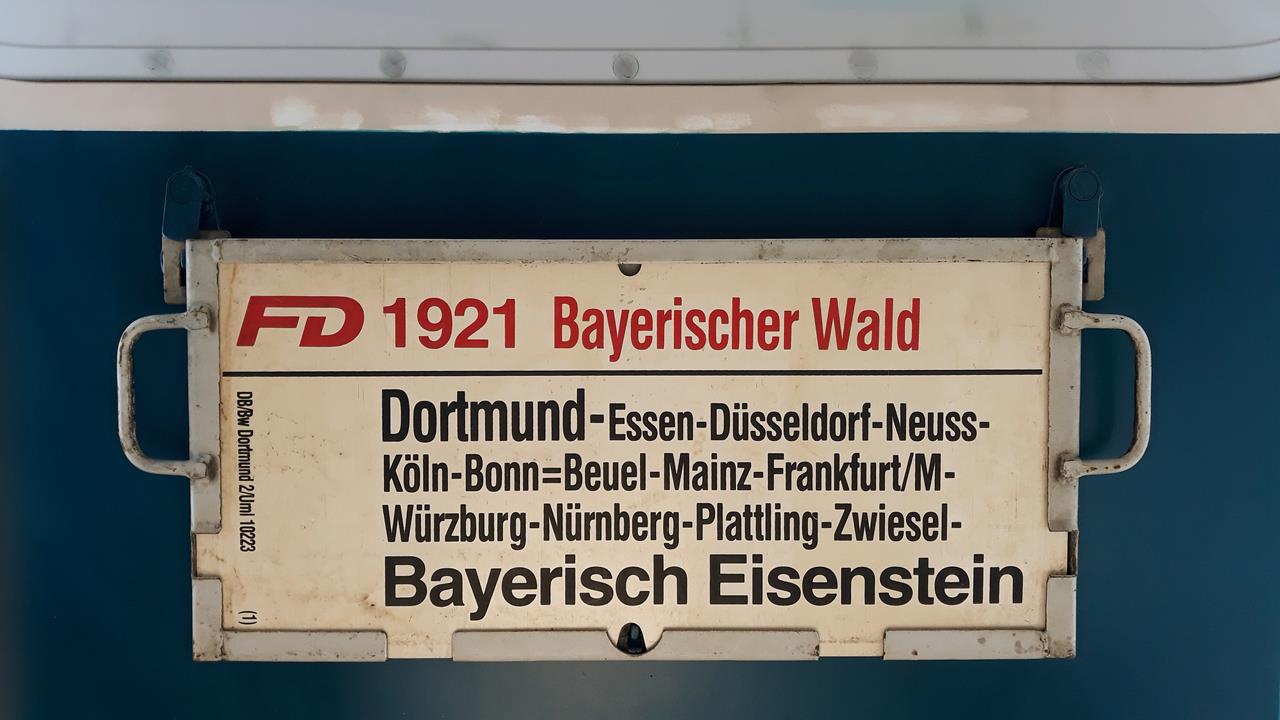 FD 1921 Bayerischer Wald
Dortmund-Essen-Düsseldorf-Neuss-
Köln-Bonn=Beuel-Mainz-Frankfurt/M-
Würzburg-Nürnberg-Plattling-Zwiesel-
Bayerisch Eisenstein
DB/Bw Dortmund 2/Uml 10223
(1)